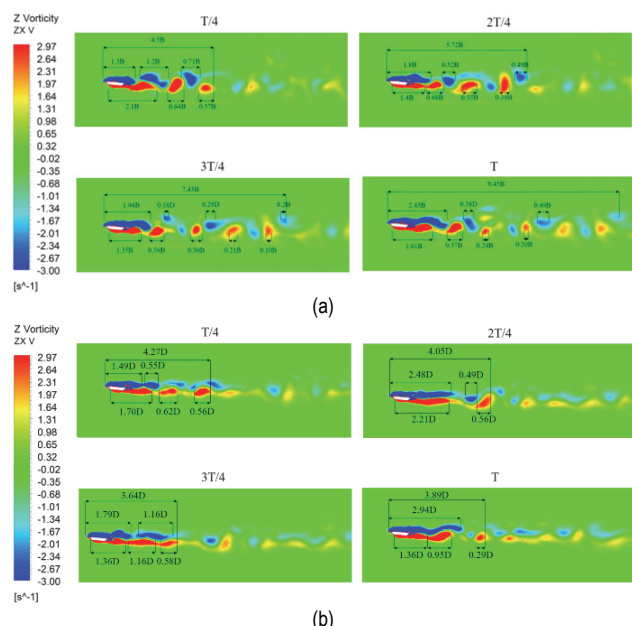 Z Vorticity
ZX V
2.97
2.64
2.31
1.97
1.64
1.31
0.98
0.65
0.31
-0.02
-0.35
-0.68
-1.01
-1.34
-1.67
-2.01
-2.34
-2.67
-3.00
[s^-1]
T/4
1.2B 0.71B
2.1B 0.64B 0.57B
2T/4
5.72B
1.8B 0.52B 0.49B
1.4B 0.68B 0.55B 0.39B
3T/4
7.45B
1.94B 0.18D 0.29D 0.2B
1.35B 0.56B 0.56B 0.21B 0.10B
T
9.45B
2.45B 0.58D 0.49B
1.61B 0.57B 0.24B 0.20B
(a)
Z Vorticity
ZX V
2.97
2.64
2.31
1.97
1.64
1.31
0.98
0.65
0.31
-0.02
-0.35
-0.68
-1.01
-1.34
-1.67
-2.01
-2.34
-2.67
-3.00
[s^-1]
T/4
4.27D
1.49D 0.55D
1.70D 0.62D 0.56D
2T/4
4.05D
2.48D 0.49D
2.21D 0.56D
3T/4
3.64D
1.79D 1.16D
1.36D 1.16D 0.58D
T
3.89D
2.94D
1.36D 0.95D 0.29D
(b)